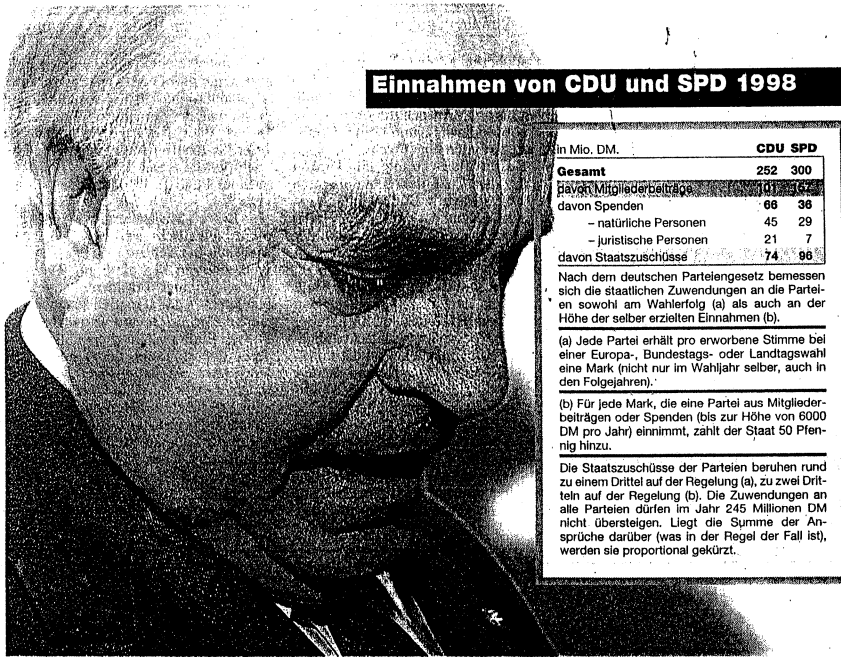 Einnahmen von CDU und SPD 1998
in Mio. DM. CDU SPD
Gesamt 252 300
davon Mitgliederbeiträge 101 157
davon Spenden 66 36
– natürliche Personen 45 29
– juristische Personen 21 7
davon Staatszuschüsse 74 96
Nach dem deutschen Parteiengesetz bemessen
sich die staatlichen Zuwendungen an die Partei-
en sowohl am Wahlerfolg (a) als auch an der
Höhe der selber erzielten Einnahmen (b).
(a) Jede Partei erhält pro erworbene Stimme bei
einer Europa-, Bundestags- oder Landtagswahl
eine Mark (nicht nur im Wahljahr selber, auch in
den Folgejahren).
(b) Für jede Mark, die eine Partei aus Mitglieder-
beiträgen oder Spenden (bis zur Höhe von 6000
DM pro Jahr) einnimmt, zahlt der Staat 50 Pfen-
nig hinzu.
Die Staatszuschüsse der Parteien beruhen rund
zu einem Drittel auf der Regelung (a), zu zwei Drit-
teln auf der Regelung (b). Die Zuwendungen an
alle Parteien dürfen im Jahr 245 Millionen DM
nicht übersteigen. Liegt die Summe der An-
sprüche darüber (was in der Regel der Fall ist),
werden sie proportional gekürzt.